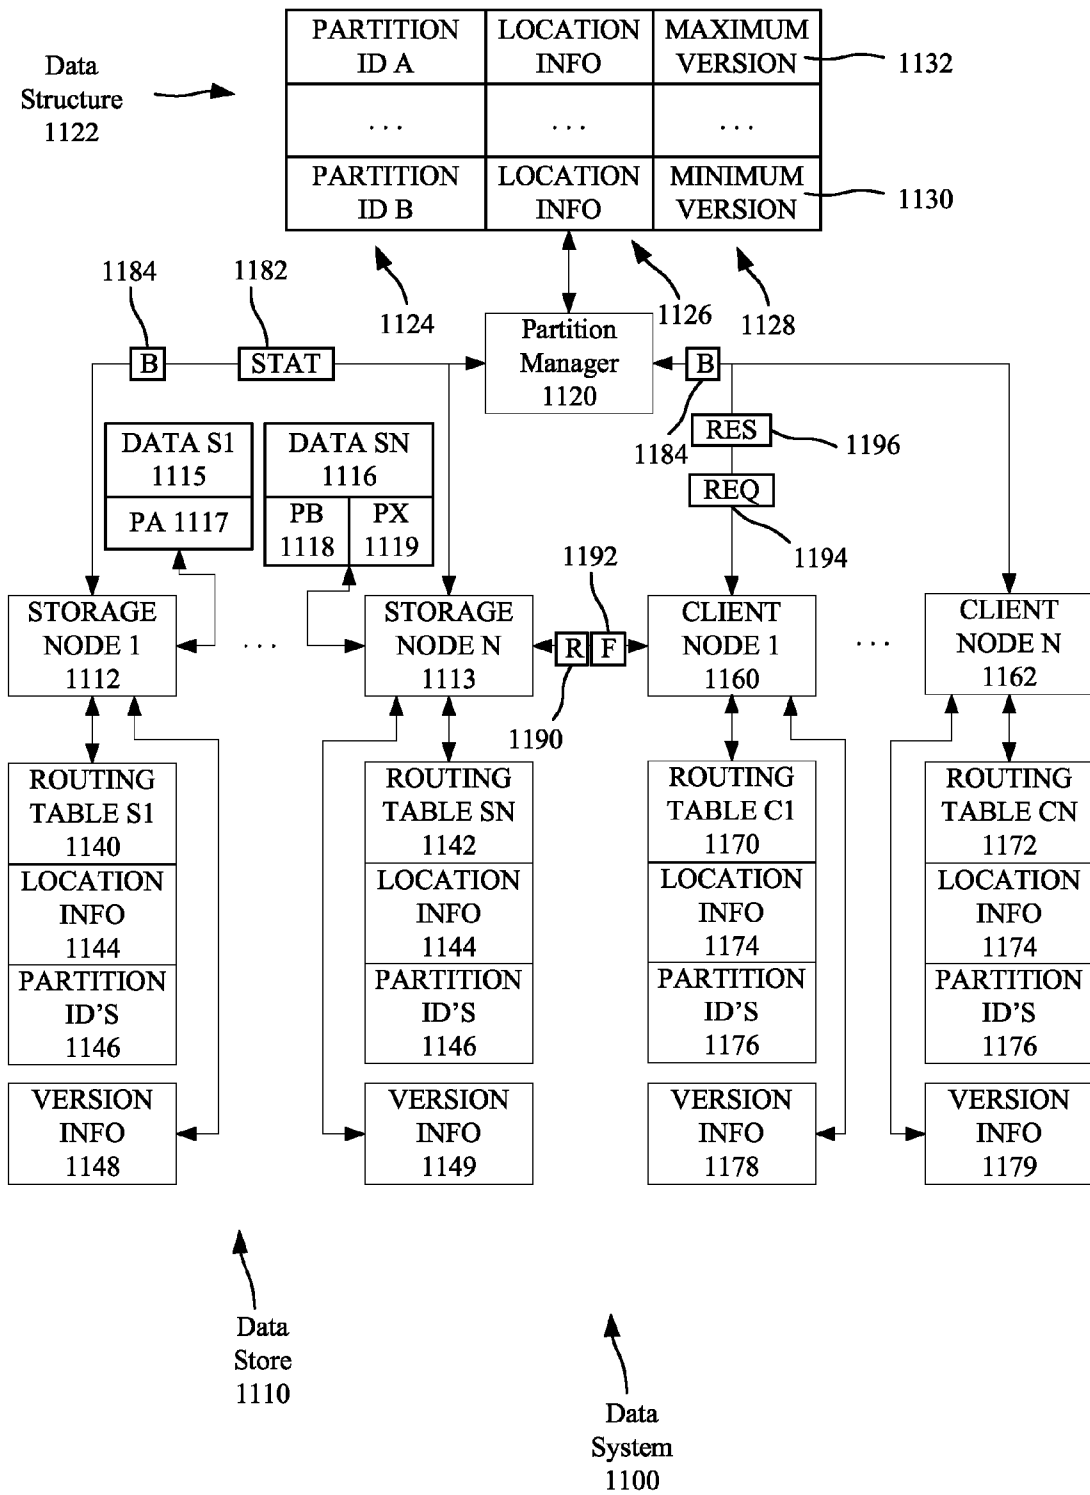 PARTITION
ID A
LOCATION
INFO
MAXIMUM
VERSION
1132
Data
Structure
1122
. . .
. . .
. . .
PARTITION
ID B
LOCATION
INFO
MINIMUM
VERSION
1130
1184
1182
1124
1126
1128
B
STAT
Partition
Manager
1120
B
1184
RES
1196
REQ
1194
DATA S1
1115
PA 1117
DATA SN
1116
PB
1118
PX
1119
1192
STORAGE
NODE 1
1112
. . .
STORAGE
NODE N
1113
R
F
1190
CLIENT
NODE 1
1160
. . .
CLIENT
NODE N
1162
ROUTING
TABLE S1
1140
LOCATION
INFO
1144
PARTITION
ID’S
1146
VERSION
INFO
1148
ROUTING
TABLE SN
1142
LOCATION
INFO
1144
PARTITION
ID’S
1146
VERSION
INFO
1149
ROUTING
TABLE C1
1170
LOCATION
INFO
1174
PARTITION
ID’S
1176
VERSION
INFO
1178
ROUTING
TABLE CN
1172
LOCATION
INFO
1174
PARTITION
ID’S
1176
VERSION
INFO
1179
Data
Store
1110
Data
System
1100